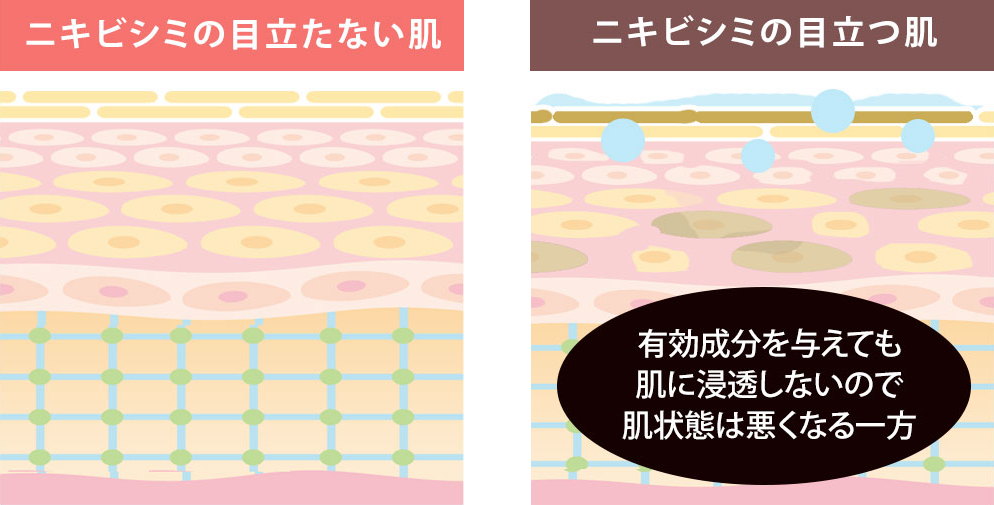 ニキビシミの目立たない肌
ニキビシミの目立つ肌
有効成分を与えても
肌に浸透しないので
肌状態は悪くなる一方